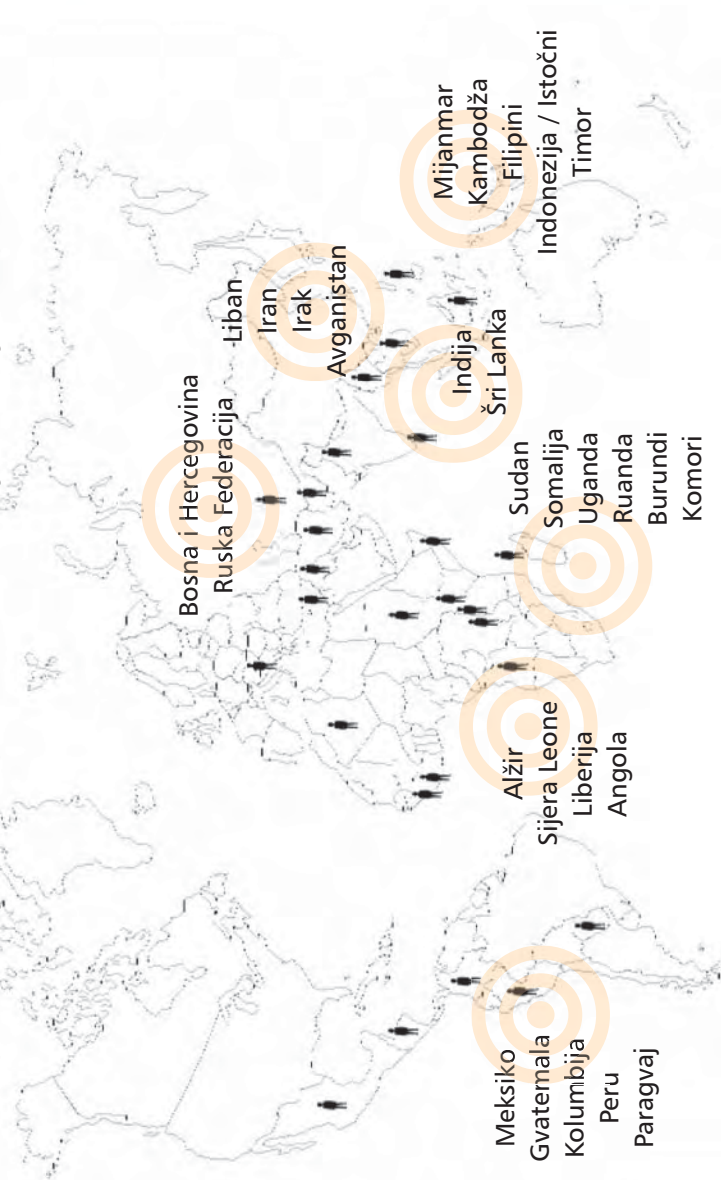 Meksiko
Gvatemala
Kolumbija
Peru
Paragvaj
Alžir
Sijera Leone
Liberija
Angola
Bosna i Hercegovina
Ruska Federacija
Sudan
Somalija
Uganda
Ruanda
Burundi
Komori
Liban
Iran
Irak
Avganistan
Indija
Šri Lanka
Mijanmar
Kambodža
Filipini
Indonezija / Istočni
Timor